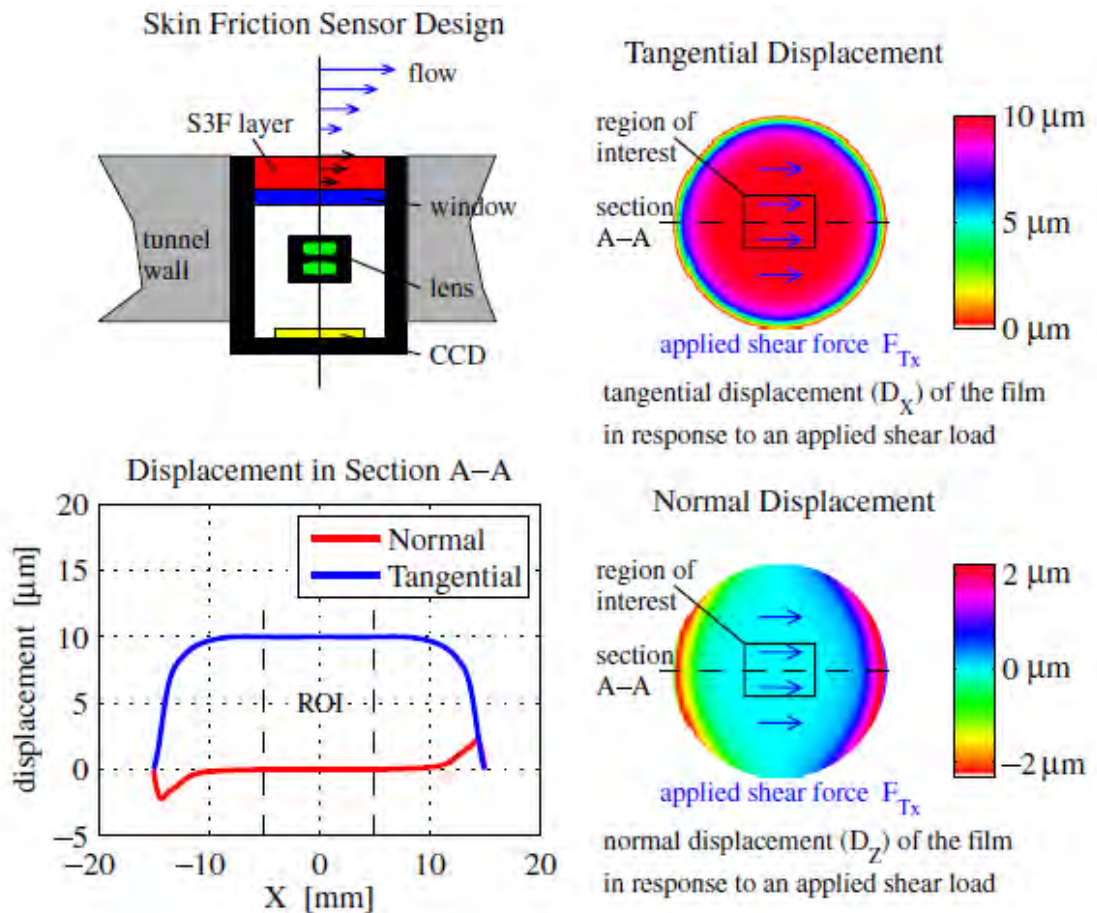 Skin Friction Sensor Design
flow
S3F layer
window
tunnel
wall
lens
CCD
Tangential Displacement
region of
interest
section
A–A
10 μm
5 μm
0 μm
applied shear force F_Tx
tangential displacement (D_X) of the film
in response to an applied shear load
Displacement in Section A–A
displacement [μm]
20
15
10
5
0
−5
Normal
Tangential
ROI
−20
−10
0
10
20
X [mm]
Normal Displacement
region of
interest
section
A–A
2 μm
0 μm
−2 μm
applied shear force F_Tx
normal displacement (D_Z) of the film
in response to an applied shear load